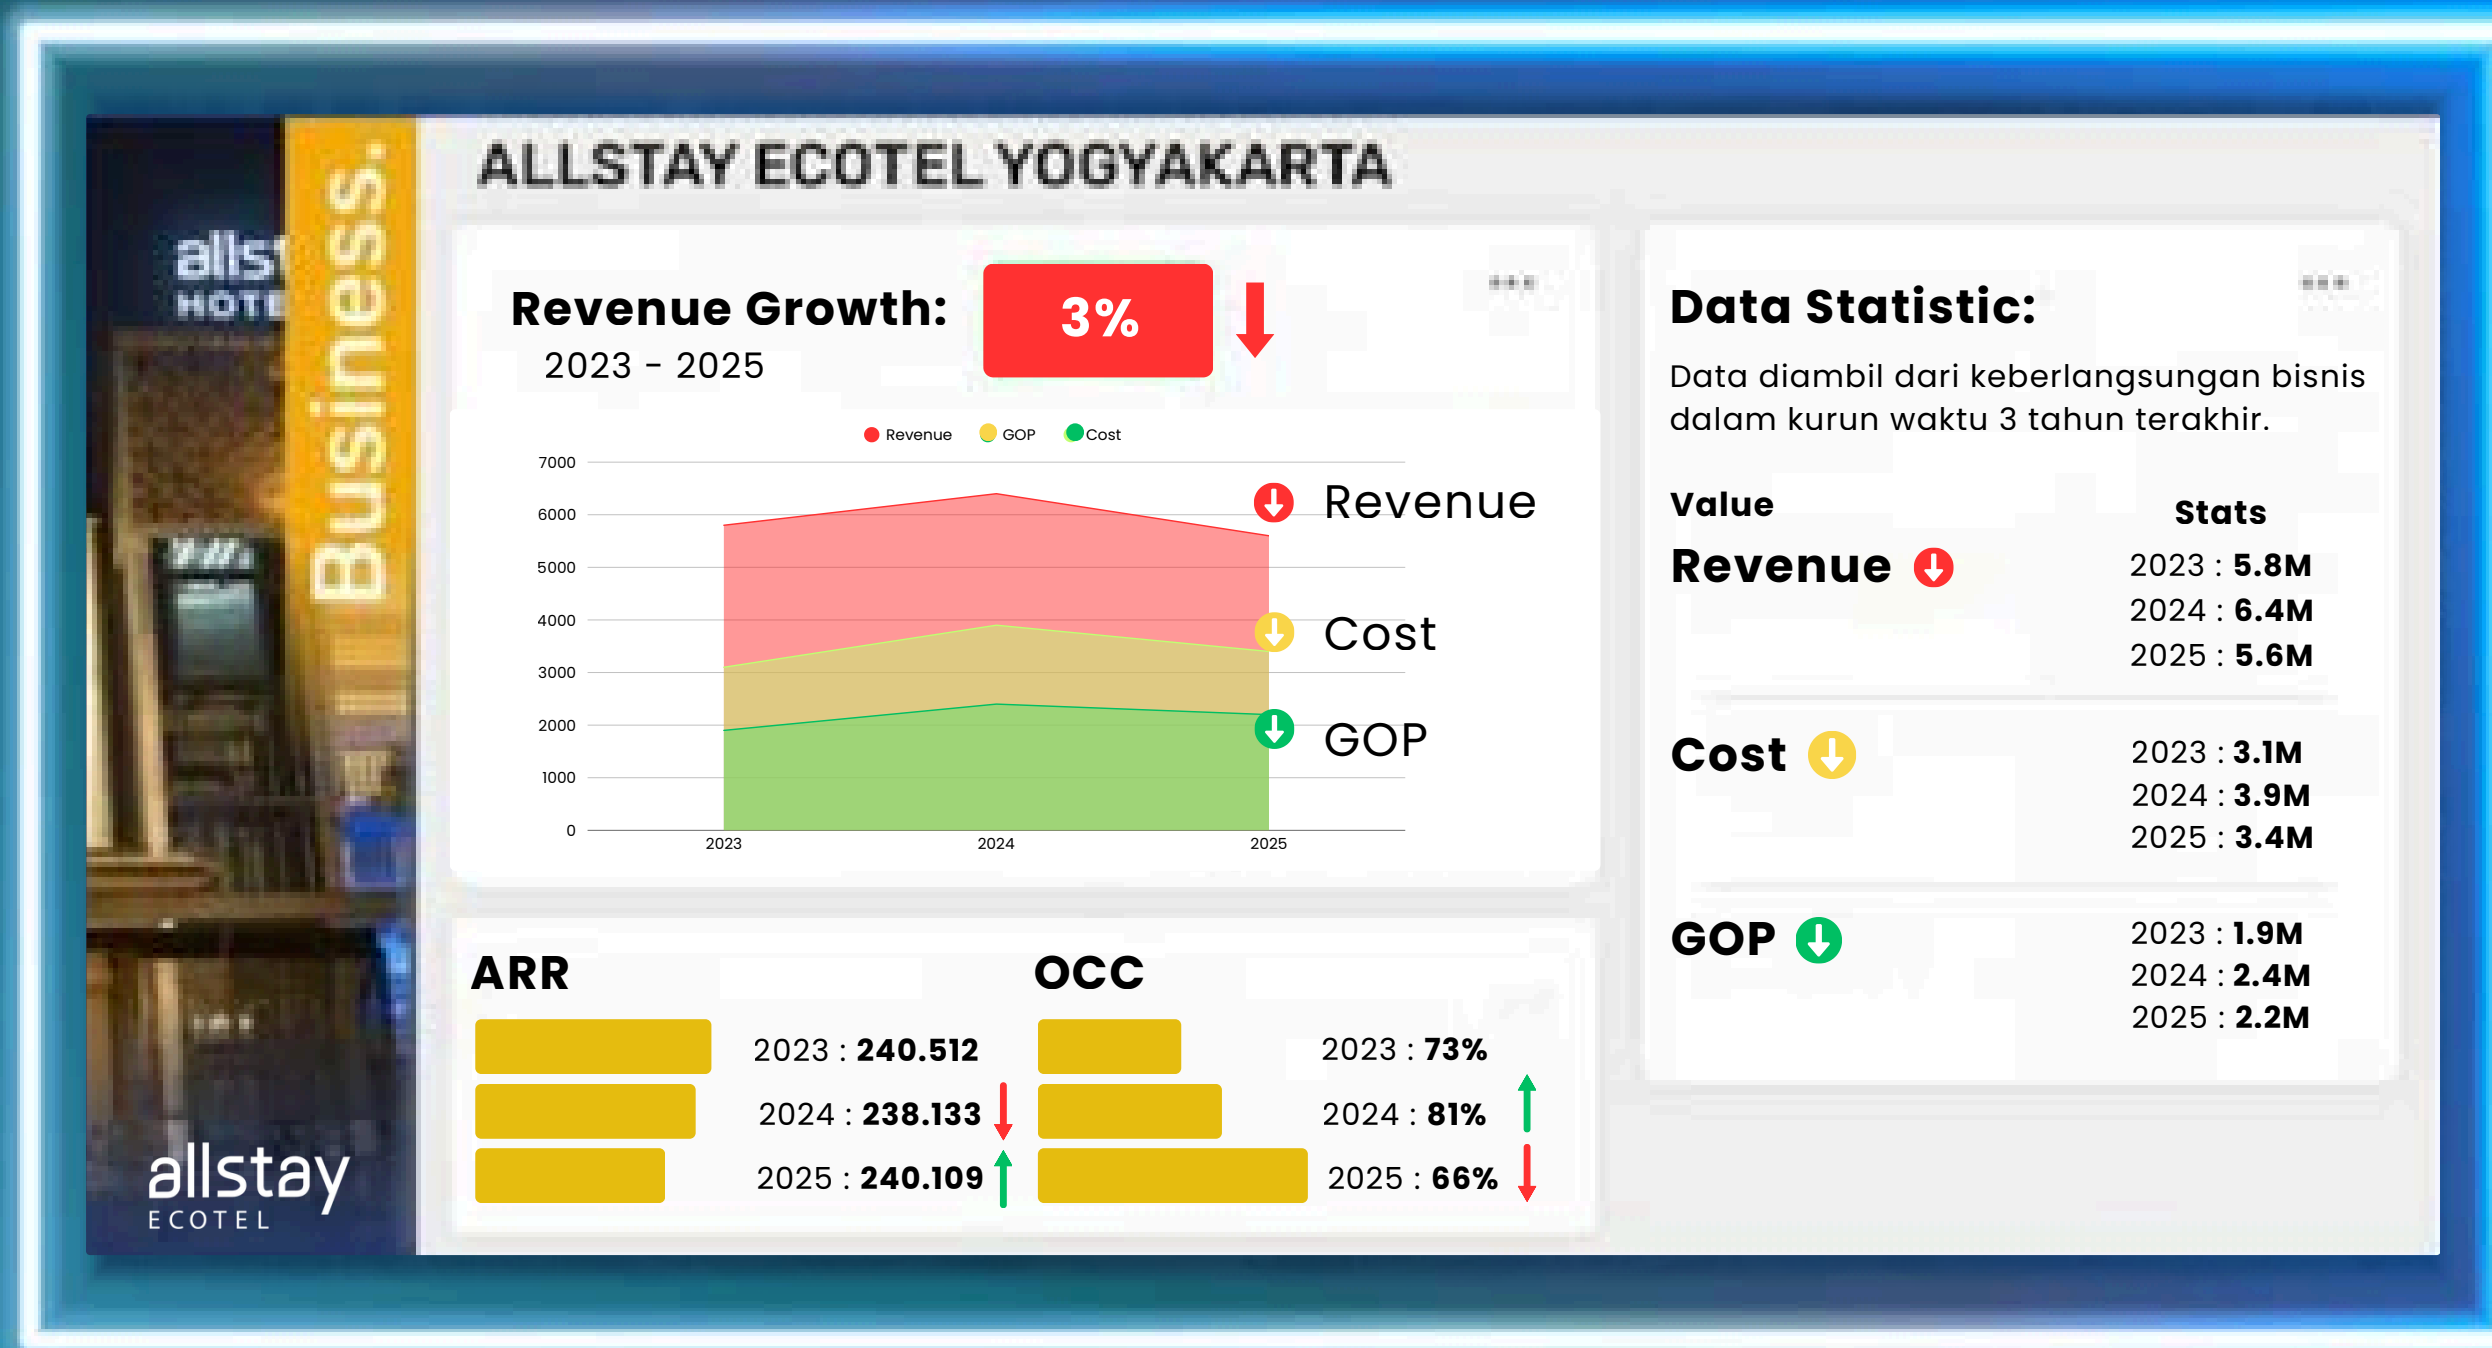 ALLSTAY ECOTEL YOGYAKARTA
Business.
alls
HOTE
allstay
ECOTEL
Revenue Growth:
2023 - 2025
3%
Revenue GOP Cost
7000
6000
5000
4000
3000
2000
1000
0
2023 2024 2025
Revenue
Cost
GOP
ARR
2023 : 240.512
2024 : 238.133
2025 : 240.109
OCC
2023 : 73%
2024 : 81%
2025 : 66%
Data Statistic:
Data diambil dari keberlangsungan bisnis
dalam kurun waktu 3 tahun terakhir.
Value Stats
Revenue
2023 : 5.8M
2024 : 6.4M
2025 : 5.6M
Cost
2023 : 3.1M
2024 : 3.9M
2025 : 3.4M
GOP
2023 : 1.9M
2024 : 2.4M
2025 : 2.2M